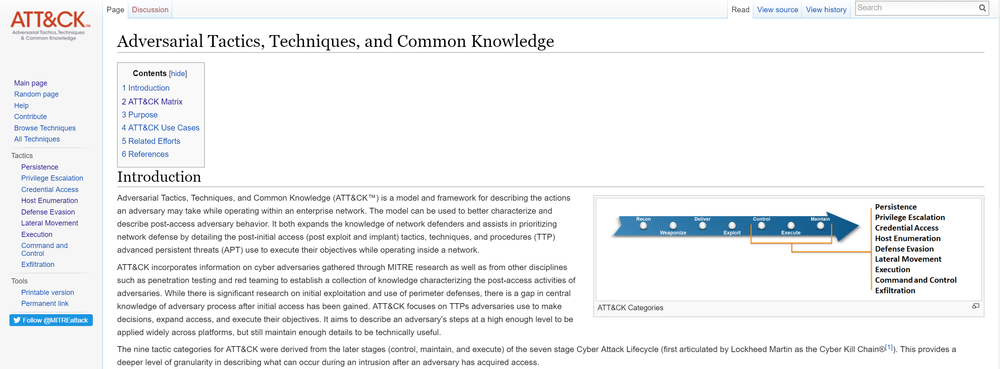 ATT&CK™
Adversarial Tactics, Techniques
& Common Knowledge
Main page
Random page
Help
Contribute
Browse Techniques
All Techniques
Tactics
Persistence
Privilege Escalation
Credential Access
Host Enumeration
Defense Evasion
Lateral Movement
Execution
Command and
Control
Exfiltration
Tools
Printable version
Permanent link
Follow @MITREattack
Page Discussion
Read View source View history Search
Adversarial Tactics, Techniques, and Common Knowledge
Contents [hide]
1 Introduction
2 ATT&CK Matrix
3 Purpose
4 ATT&CK Use Cases
5 Related Efforts
6 References
Introduction
Adversarial Tactics, Techniques, and Common Knowledge (ATT&CK™) is a model and framework for describing the actions
an adversary may take while operating within an enterprise network. The model can be used to better characterize and
describe post-access adversary behavior. It both expands the knowledge of network defenders and assists in prioritizing
network defense by detailing the post-initial access (post exploit and implant) tactics, techniques, and procedures (TTP)
advanced persistent threats (APT) use to execute their objectives while operating inside a network.
ATT&CK incorporates information on cyber adversaries gathered through MITRE research as well as from other disciplines
such as penetration testing and red teaming to establish a collection of knowledge characterizing the post-access activities of
adversaries. While there is significant research on initial exploitation and use of perimeter defenses, there is a gap in central
knowledge of adversary process after initial access has been gained. ATT&CK focuses on TTPs adversaries use to make
decisions, expand access, and execute their objectives. It aims to describe an adversary's steps at a high enough level to be
applied widely across platforms, but still maintain enough details to be technically useful.
Recon Deliver Control Maintain
Weaponize Exploit Execute
Persistence
Privilege Escalation
Credential Access
Host Enumeration
Defense Evasion
Lateral Movement
Execution
Command and Control
Exfiltration
ATT&CK Categories
The nine tactic categories for ATT&CK were derived from the later stages (control, maintain, and execute) of the seven stage Cyber Attack Lifecycle (first articulated by Lockheed Martin as the Cyber Kill Chain®[1]). This provides a
deeper level of granularity in describing what can occur during an intrusion after an adversary has acquired access.